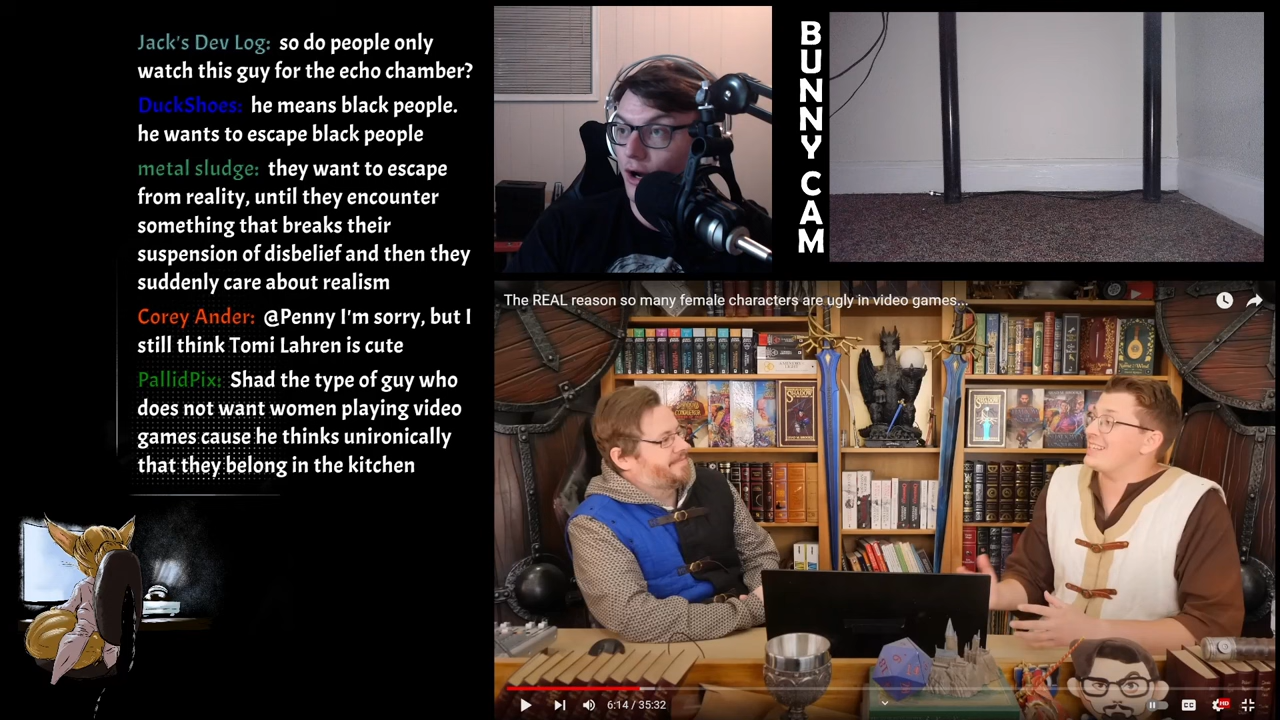 Jack's Dev Log: so do people only
watch this guy for the echo chamber?
DuckShoes: he means black people.
he wants to escape black people
metal sludge: they want to escape
from reality, until they encounter
something that breaks their
suspension of disbelief and then they
suddenly care about realism
Corey Ander: @Penny I'm sorry, but I
still think Tomi Lahren is cute
PallidPix: Shad the type of guy who
does not want women playing video
games cause he thinks unironically
that they belong in the kitchen
BUNNY CAM
The REAL reason so many female characters are ugly in video games...
6:14 / 35:32
CC
HD